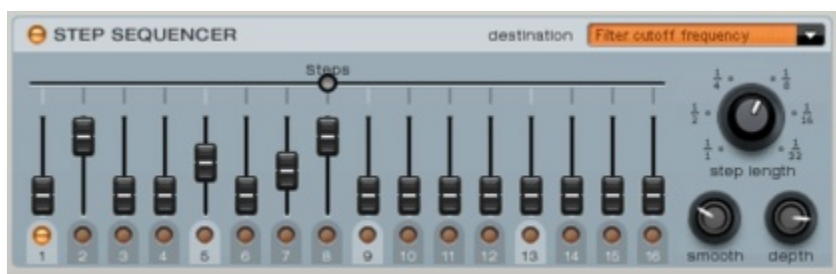 STEP SEQUENCER
destination Filter cutoff frequency
Steps
1/4 1/8
1/2 1/16
1/1 1/32
step length
smooth depth
1 2 3 4 5 6 7 8 9 10 11 12 13 14 15 16